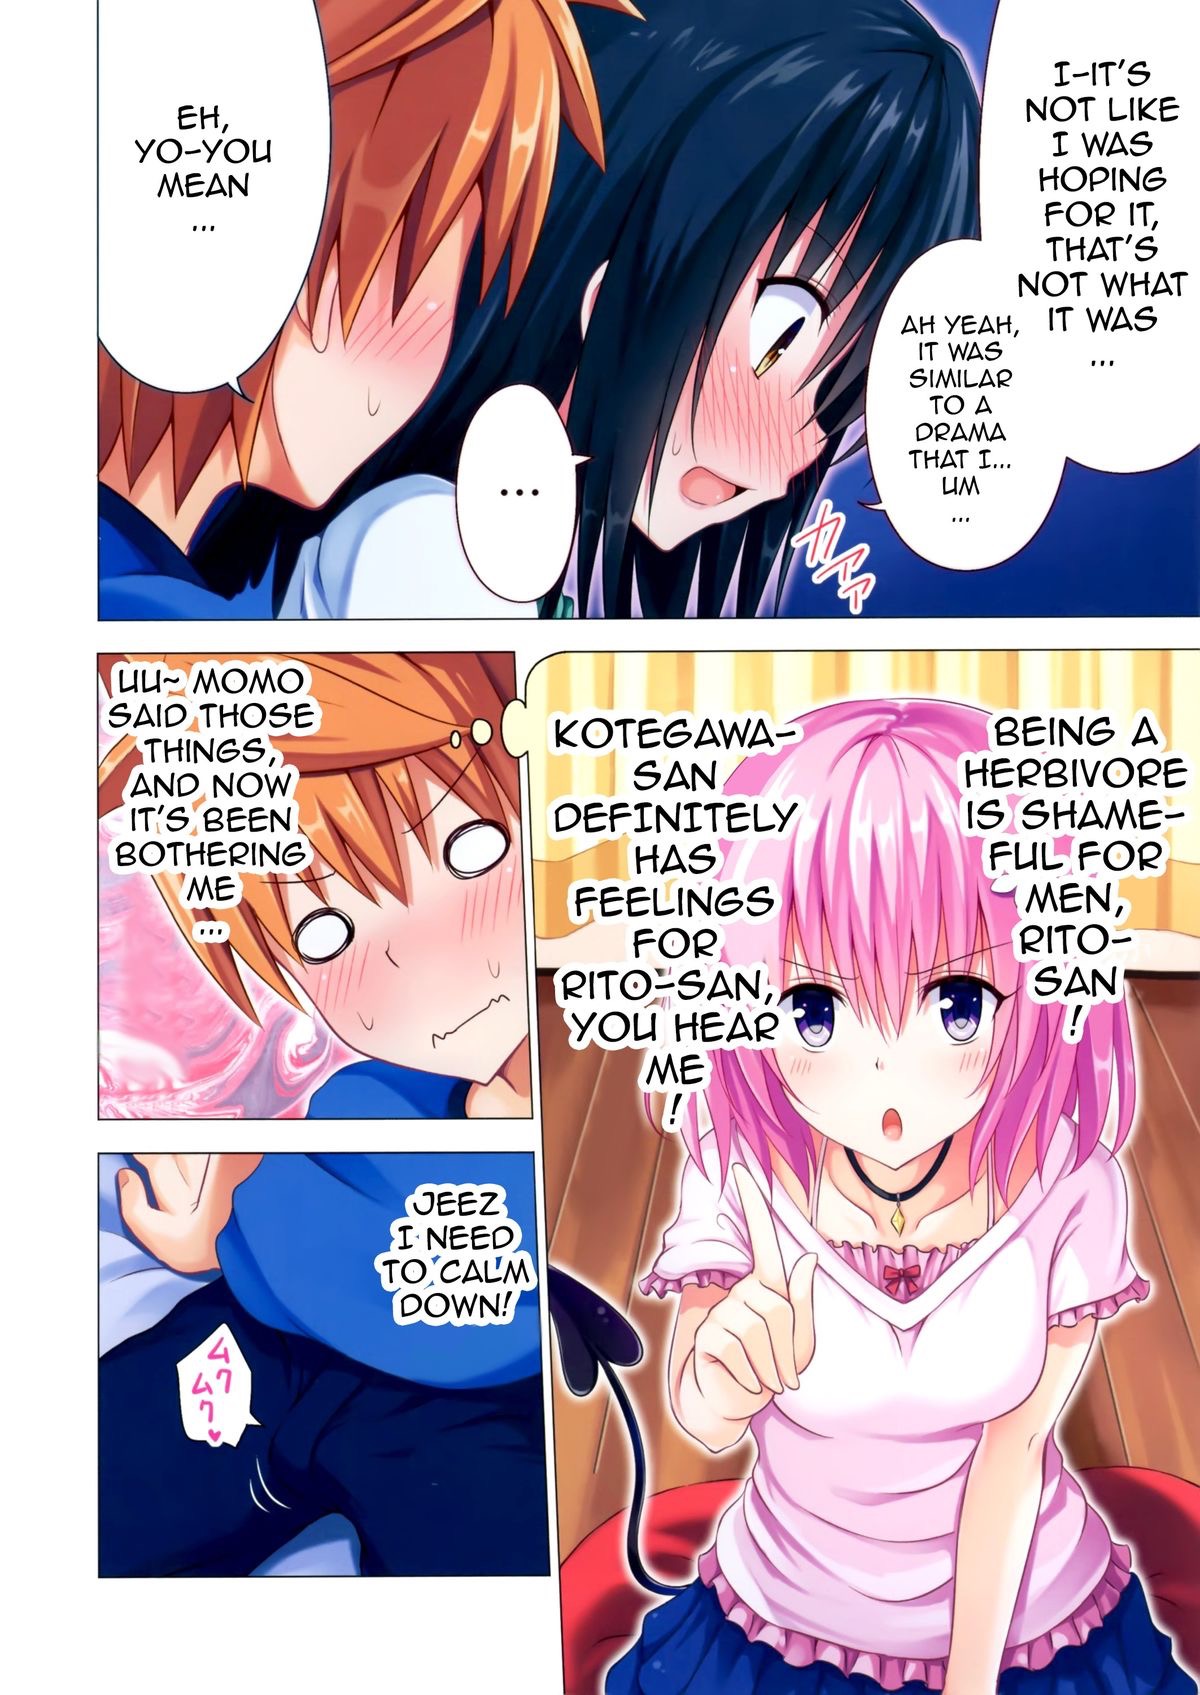 I-IT'S
NOT LIKE
I WAS
HOPING
FOR IT,
THAT'S
NOT WHAT
IT WAS
...
AH YEAH,
IT WAS
SIMILAR
TO A
DRAMA
THAT I...
UM
...
カアァァ
...
EH,
YO-YOU
MEAN
...
BEING A
HERBIVORE
IS SHAME-
FUL FOR
MEN,
RITO-
SAN
!
KOTEGAWA-
SAN
DEFINITELY
HAS
FEELINGS
FOR
RITO-SAN,
YOU HEAR
ME
!
UU~ MOMO
SAID THOSE
THINGS,
AND NOW
IT'S BEEN
BOTHERING
ME
...
JEEZ
I NEED
TO CALM
DOWN!
ムク
ムク♥